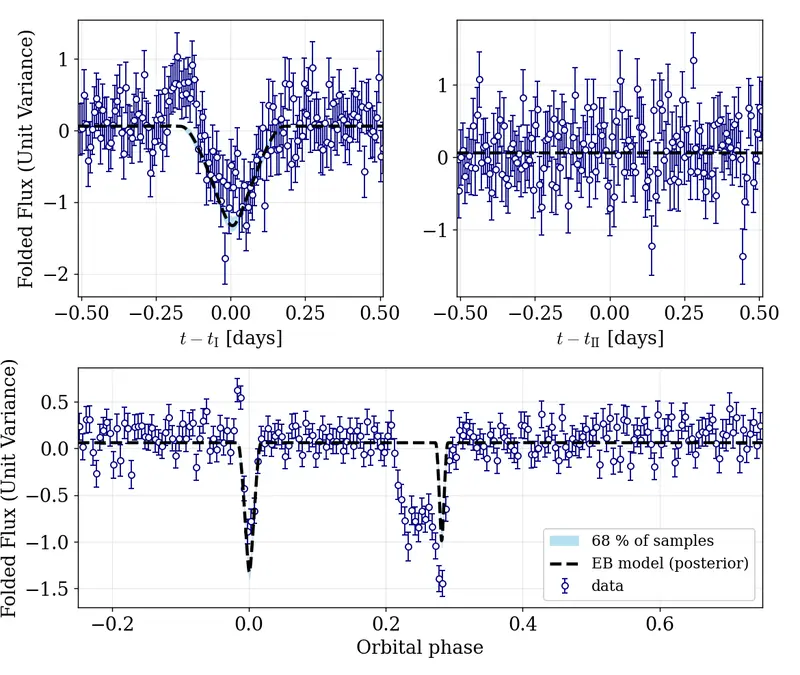 Folded Flux (Unit Variance)
1
0
−1
−2
−0.50 −0.25 0.00 0.25 0.50
t − tI [days]
1
0
−1
−0.50 −0.25 0.00 0.25 0.50
t − tII [days]
Folded Flux (Unit Variance)
0.5
0.0
−0.5
−1.0
−1.5
68 % of samples
EB model (posterior)
data
−0.2 0.0 0.2 0.4 0.6
Orbital phase